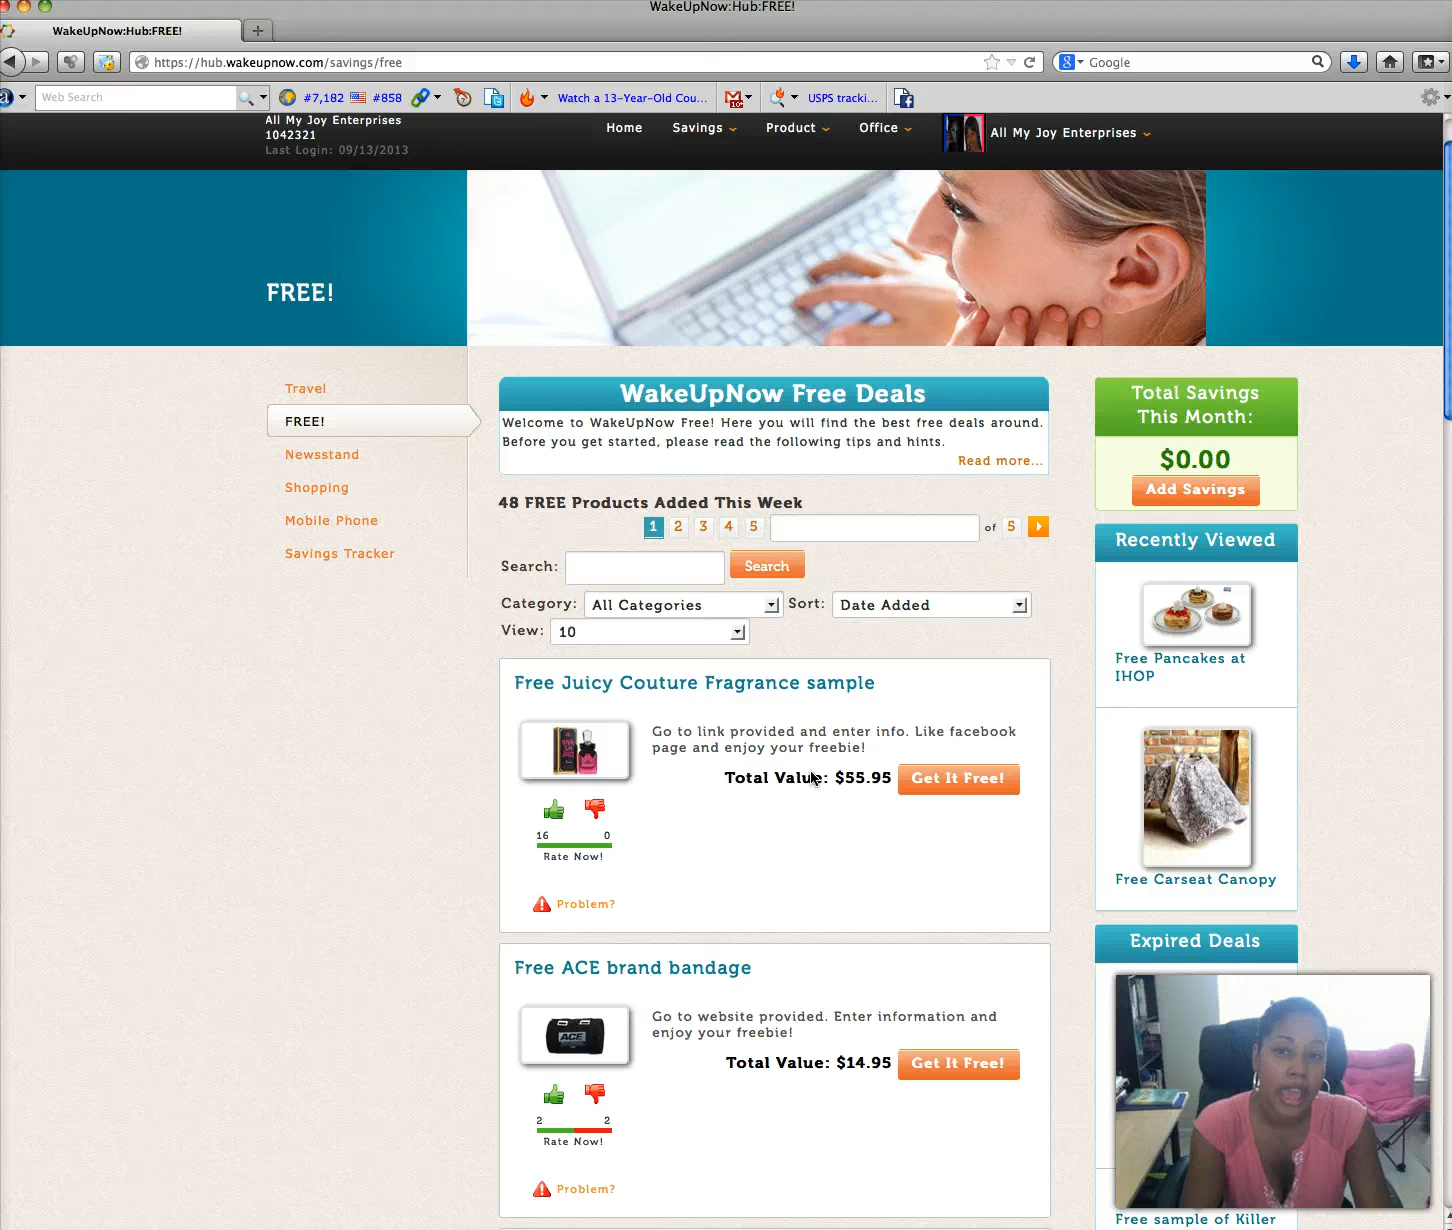 WakeUpNow:Hub:FREE!
WakeUpNow:Hub:FREE!
https://hub.wakeupnow.com/savings/free
Google
Web Search
#7,182
#858
Watch a 13-Year-Old Cou...
USPS tracki...
All My Joy Enterprises
1042321
Last Login: 09/13/2013
Home
Savings
Product
Office
All My Joy Enterprises
FREE!
Travel
FREE!
Newsstand
Shopping
Mobile Phone
Savings Tracker
WakeUpNow Free Deals
Welcome to WakeUpNow Free! Here you will find the best free deals around.
Before you get started, please read the following tips and hints.
Read more...
48 FREE Products Added This Week
1 2 3 4 5 of 5
Search: Search
Category: All Categories Sort: Date Added
View: 10
Free Juicy Couture Fragrance sample
Go to link provided and enter info. Like facebook
page and enjoy your freebie!
Total Value: $55.95 Get It Free!
16 0
Rate Now!
Problem?
Free ACE brand bandage
Go to website provided. Enter information and
enjoy your freebie!
ACE
Total Value: $14.95 Get It Free!
2 2
Rate Now!
Problem?
Total Savings
This Month:
$0.00
Add Savings
Recently Viewed
Free Pancakes at
IHOP
Free Carseat Canopy
Expired Deals
Free sample of Killer